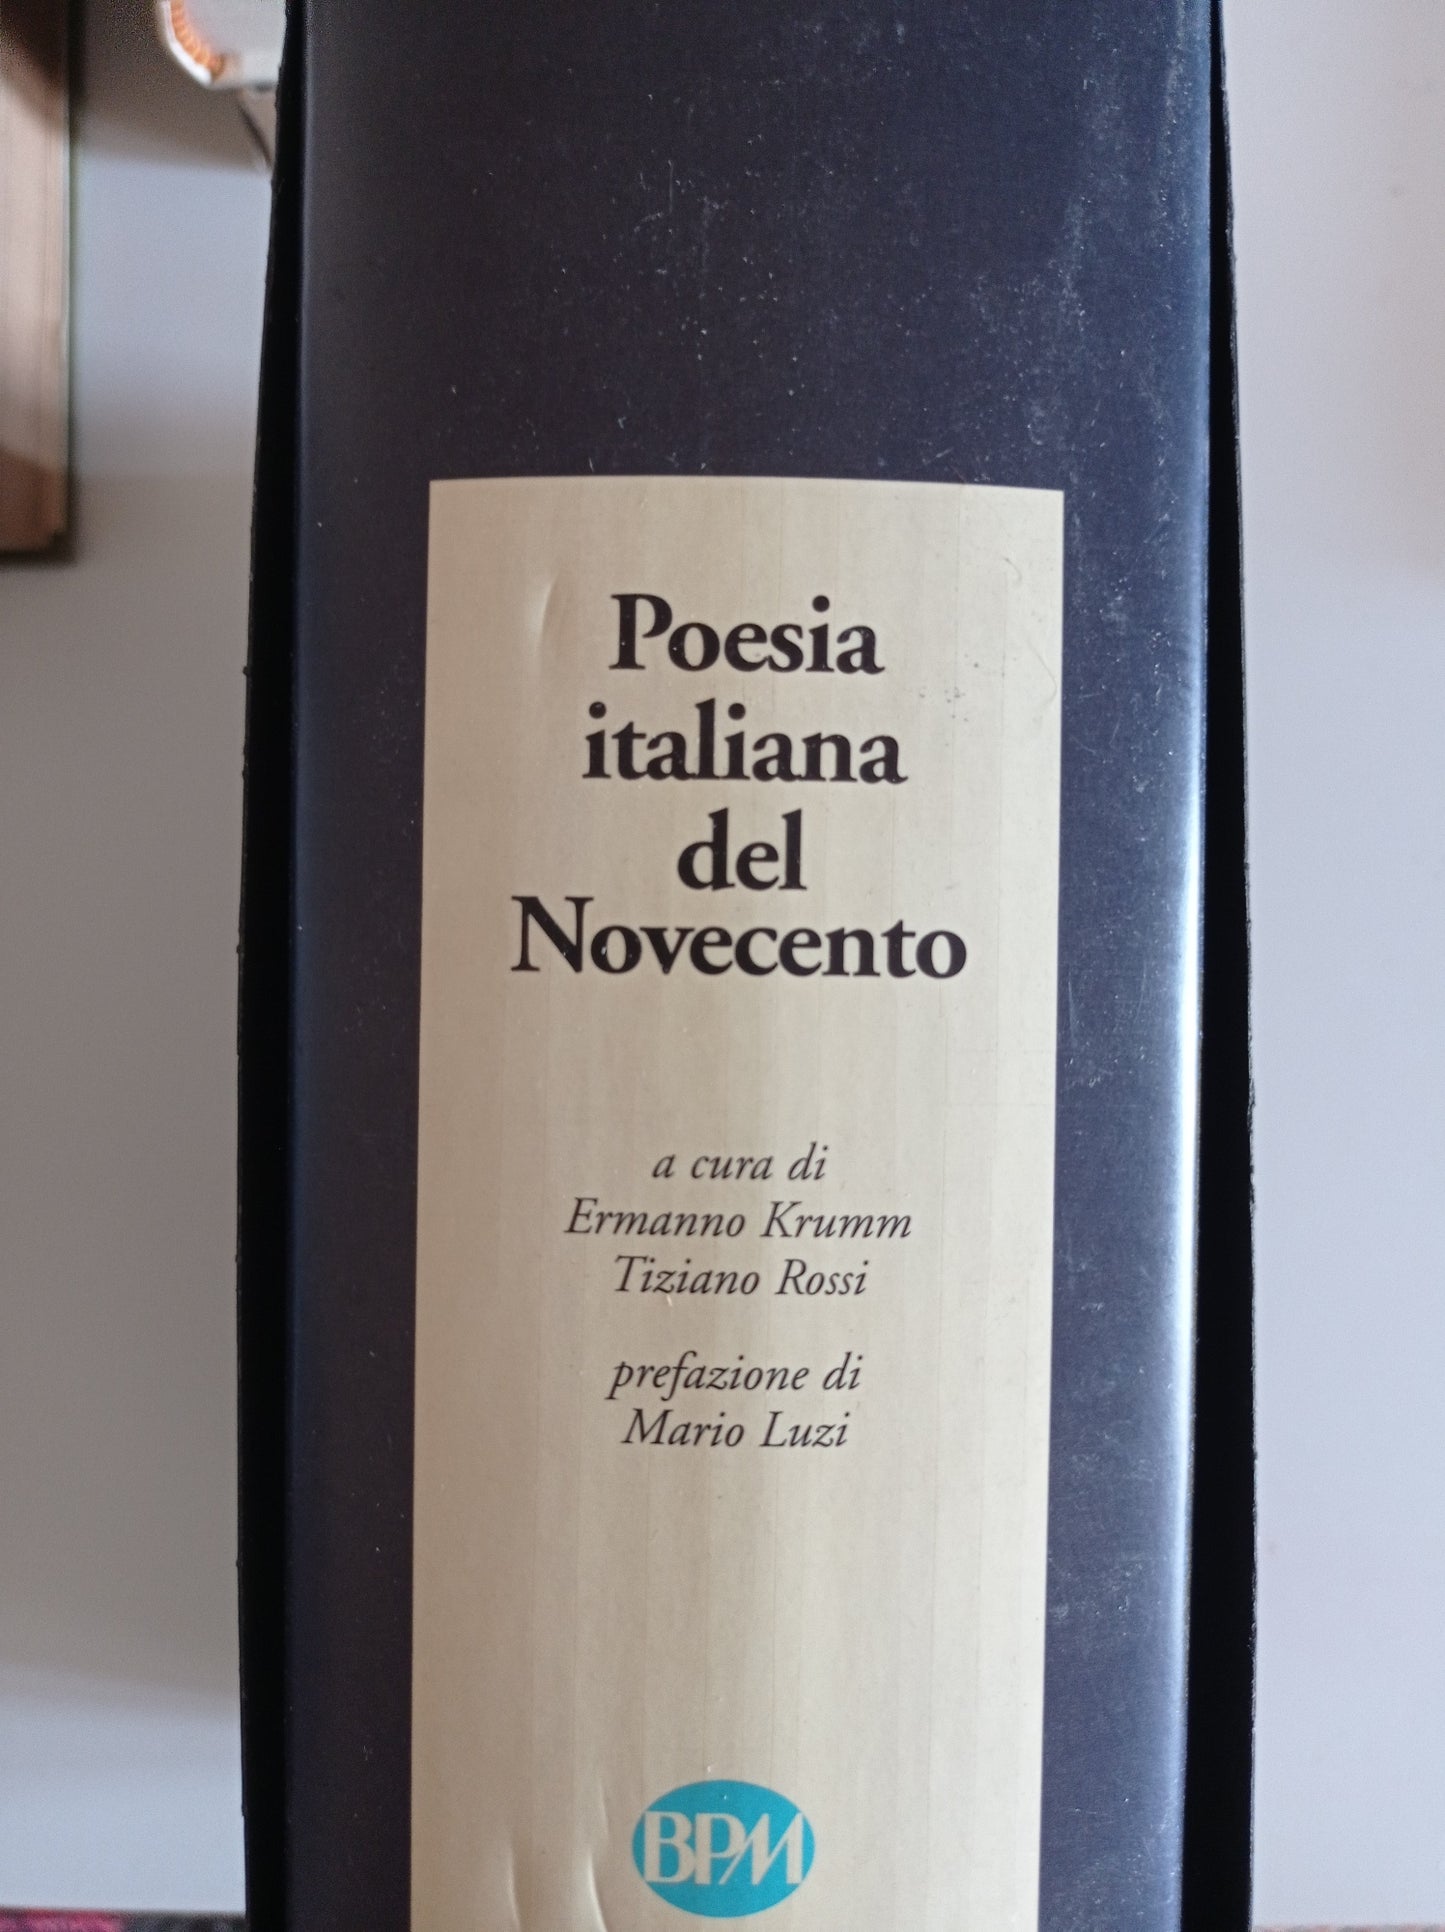 Poesia
italiana
del
Novecento
a cura di
Ermanno Krumm
Tiziano Rossi
prefazione di
Mario Luzi
BPM